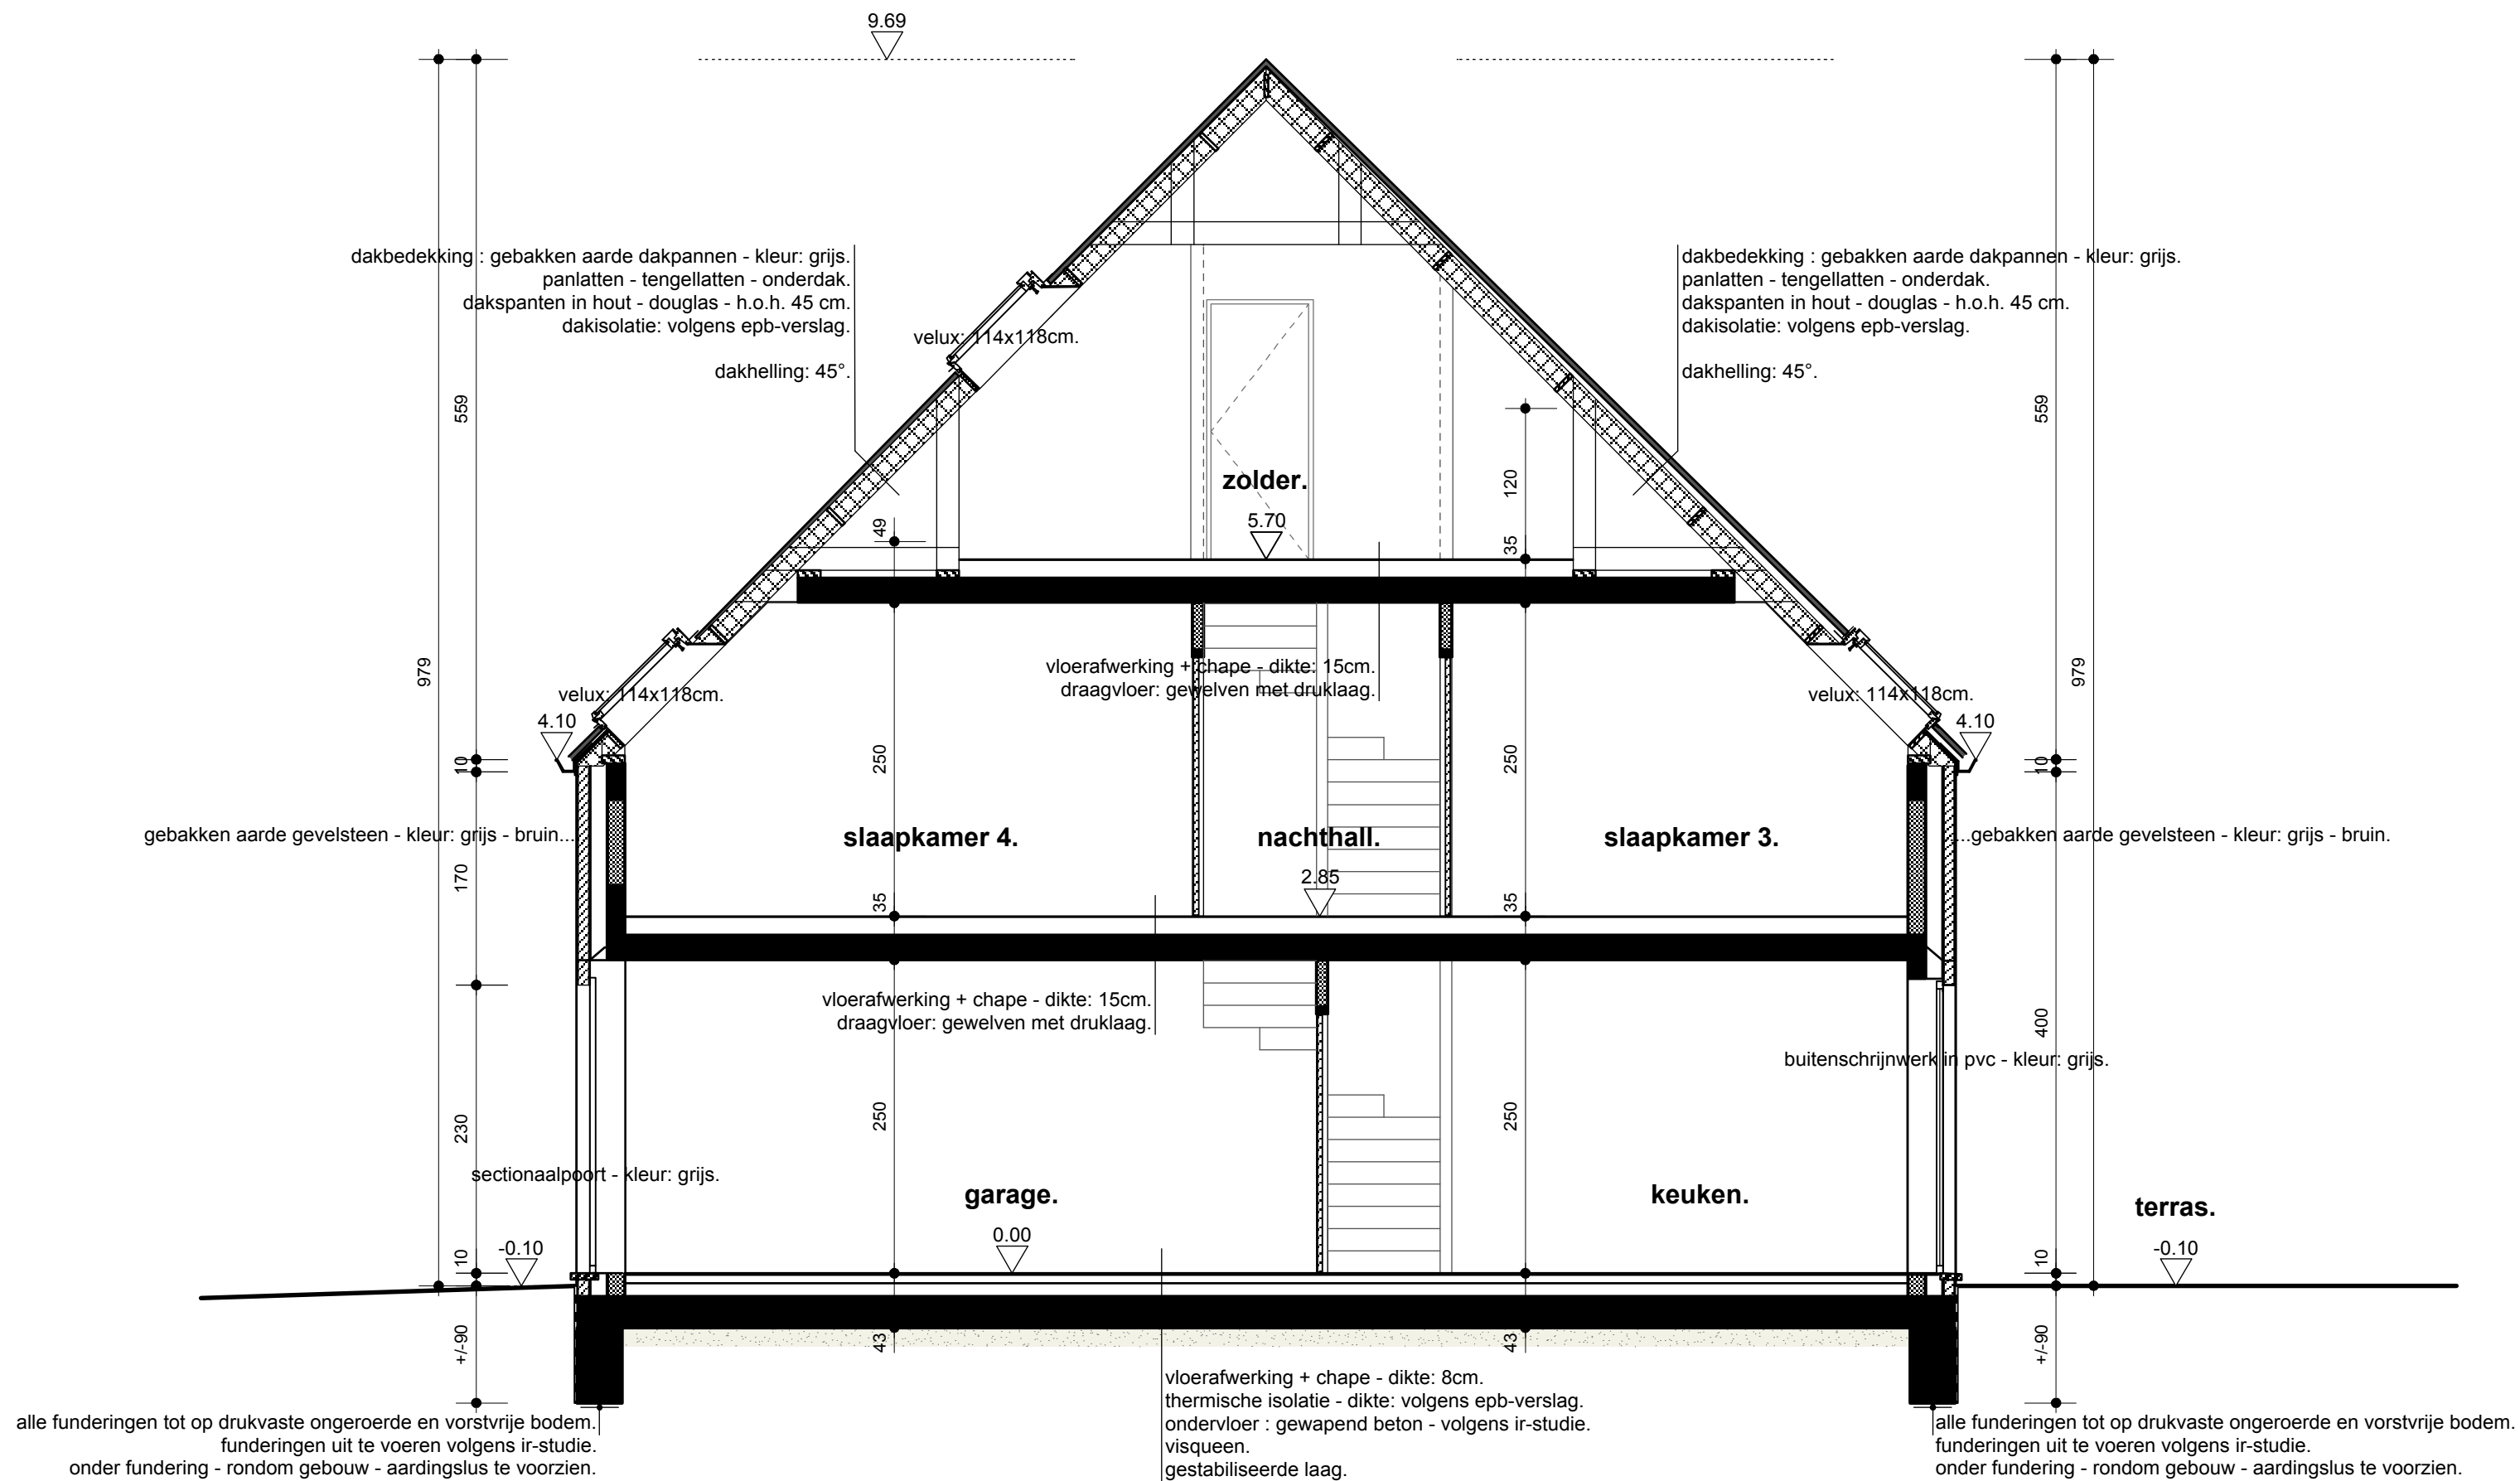 9.69
dakbedekking : gebakken aarde dakpannen - kleur: grijs.
panlatten - tengellatten - onderdak.
dakspanten in hout - douglas - h.o.h. 45 cm.
dakisolatie: volgens epb-verslag.
dakhelling: 45°.
dakbedekking : gebakken aarde dakpannen - kleur: grijs.
panlatten - tengellatten - onderdak.
dakspanten in hout - douglas - h.o.h. 45 cm.
dakisolatie: volgens epb-verslag.
dakhelling: 45°.
velux: 114x118cm.
559
559
zolder.
120
5.70
49
35
979
979
vloerafwerking + chape - dikte: 15cm.
draagvloer: gewelven met druklaag.
velux: 114x118cm.
velux: 114x118cm.
4.10
4.10
10
250
250
10
gebakken aarde gevelsteen - kleur: grijs - bruin...
slaapkamer 4.
nachthall.
slaapkamer 3.
...gebakken aarde gevelsteen - kleur: grijs - bruin.
170
2.85
35
35
vloerafwerking + chape - dikte: 15cm.
draagvloer: gewelven met druklaag.
400
buitenschrijnwerk in pvc - kleur: grijs.
230
250
250
sectionaalpoort - kleur: grijs.
garage.
keuken.
terras.
0.00
-0.10
-0.10
10
10
+/-90
43
43
+/-90
vloerafwerking + chape - dikte: 8cm.
thermische isolatie - dikte: volgens epb-verslag.
ondervloer : gewapend beton - volgens ir-studie.
visqueen.
gestabiliseerde laag.
alle funderingen tot op drukvaste ongeroerde en vorstvrije bodem.
funderingen uit te voeren volgens ir-studie.
onder fundering - rondom gebouw - aardingslus te voorzien.
alle funderingen tot op drukvaste ongeroerde en vorstvrije bodem.
funderingen uit te voeren volgens ir-studie.
onder fundering - rondom gebouw - aardingslus te voorzien.